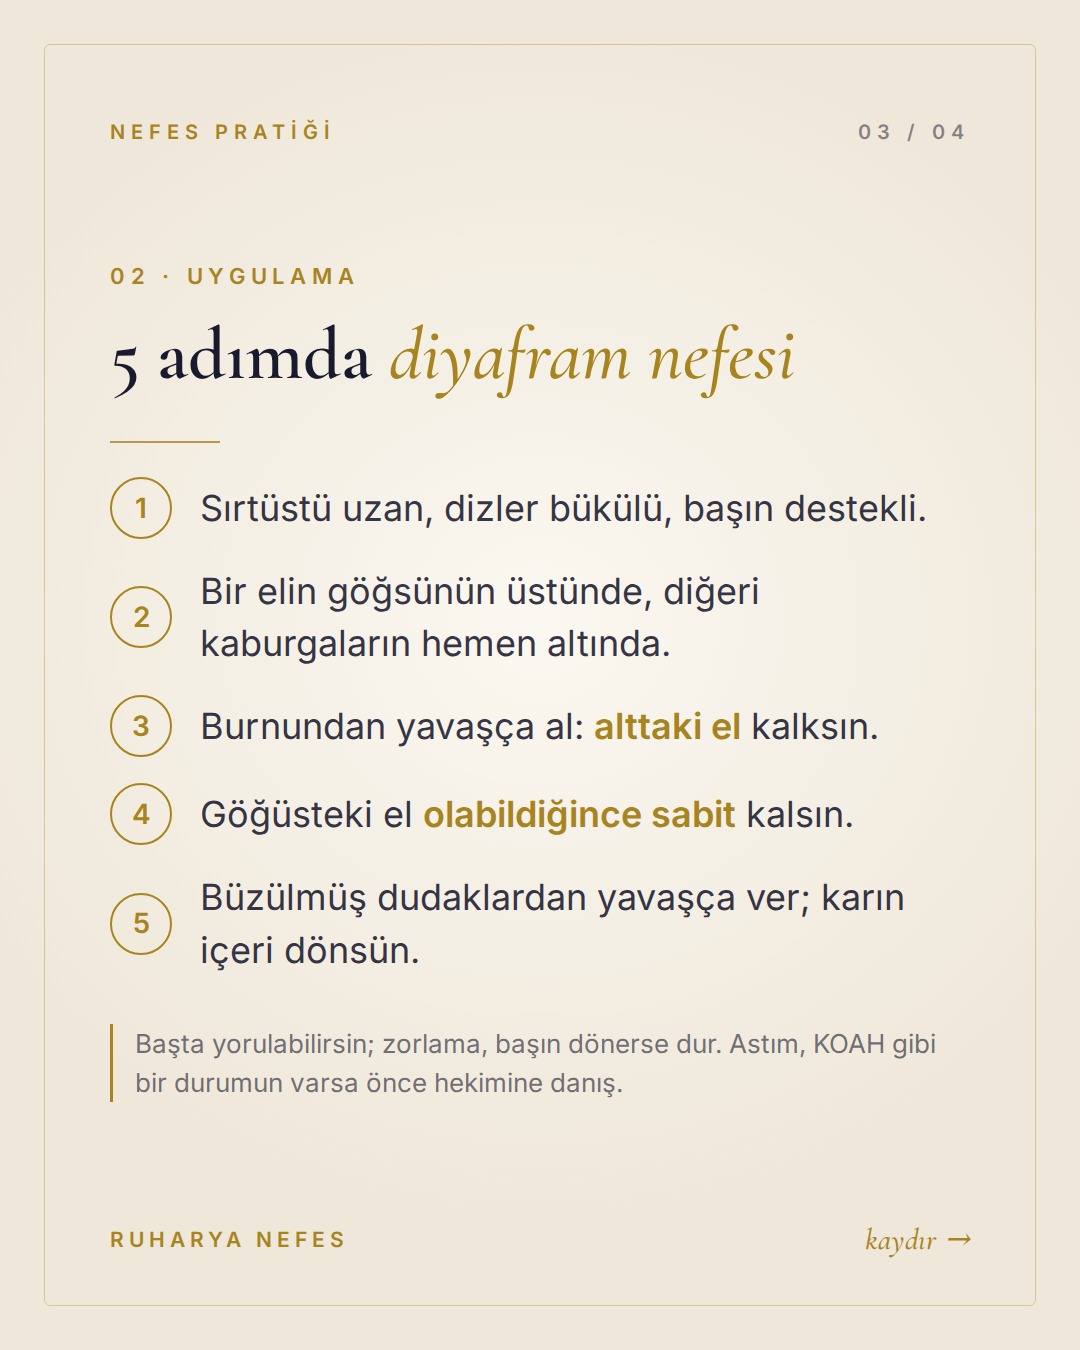 NEFES PRATİĞİ
03 / 04
02 · UYGULAMA
5 adımda diyafram nefesi
1 Sırtüstü uzan, dizler bükülü, başın destekli.
2 Bir elin göğsünün üstünde, diğeri
kaburgaların hemen altında.
3 Burnundan yavaşça al: alttaki el kalksın.
4 Göğüsteki el olabildiğince sabit kalsın.
5 Büzülmüş dudaklardan yavaşça ver; karın
içeri dönsün.
Başta yorulabilirsin; zorlama, başın dönerse dur. Astım, KOAH gibi
bir durumun varsa önce hekimine danış.
RUHARYA NEFES
kaydır →